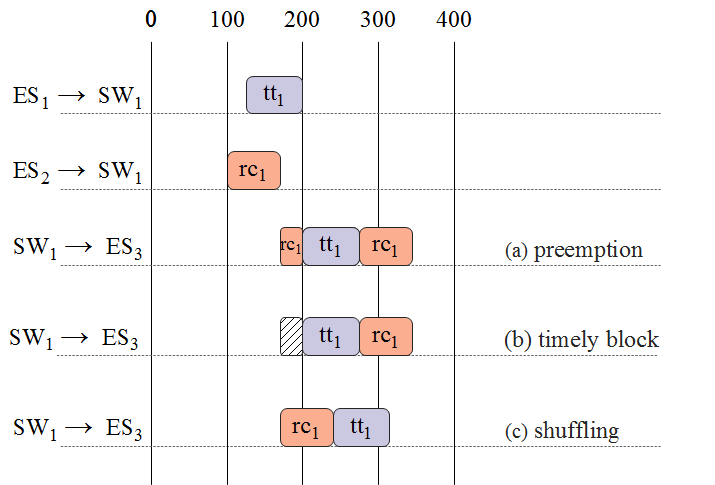 0 100 200 300 400
ES₁ → SW₁ tt₁
ES₂ → SW₁ rc₁
SW₁ → ES₃ rc₁ tt₁ rc₁ (a) preemption
SW₁ → ES₃ tt₁ rc₁ (b) timely block
SW₁ → ES₃ rc₁ tt₁ (c) shuffling